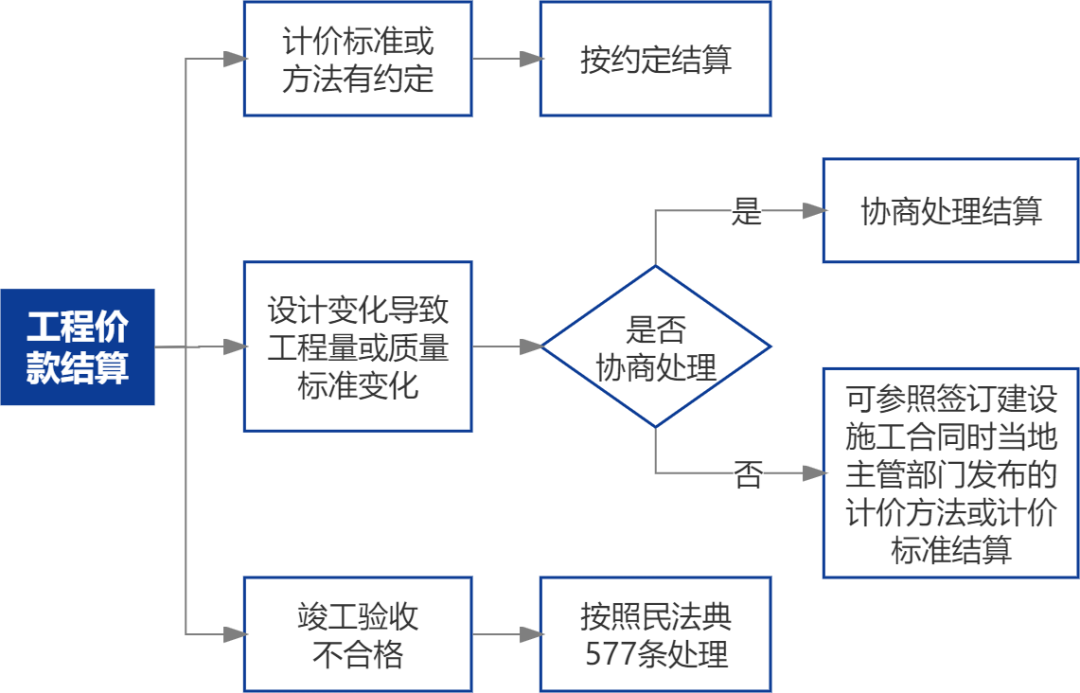 工程价
款结算
计价标准或
方法有约定
按约定结算
设计变化导致
工程量或质量
标准变化
是否
协商处理
是
协商处理结算
否
可参照签订建设
施工合同时当地
主管部门发布的
计价方法或计价
标准结算
竣工验收
不合格
按照民法典
577条处理